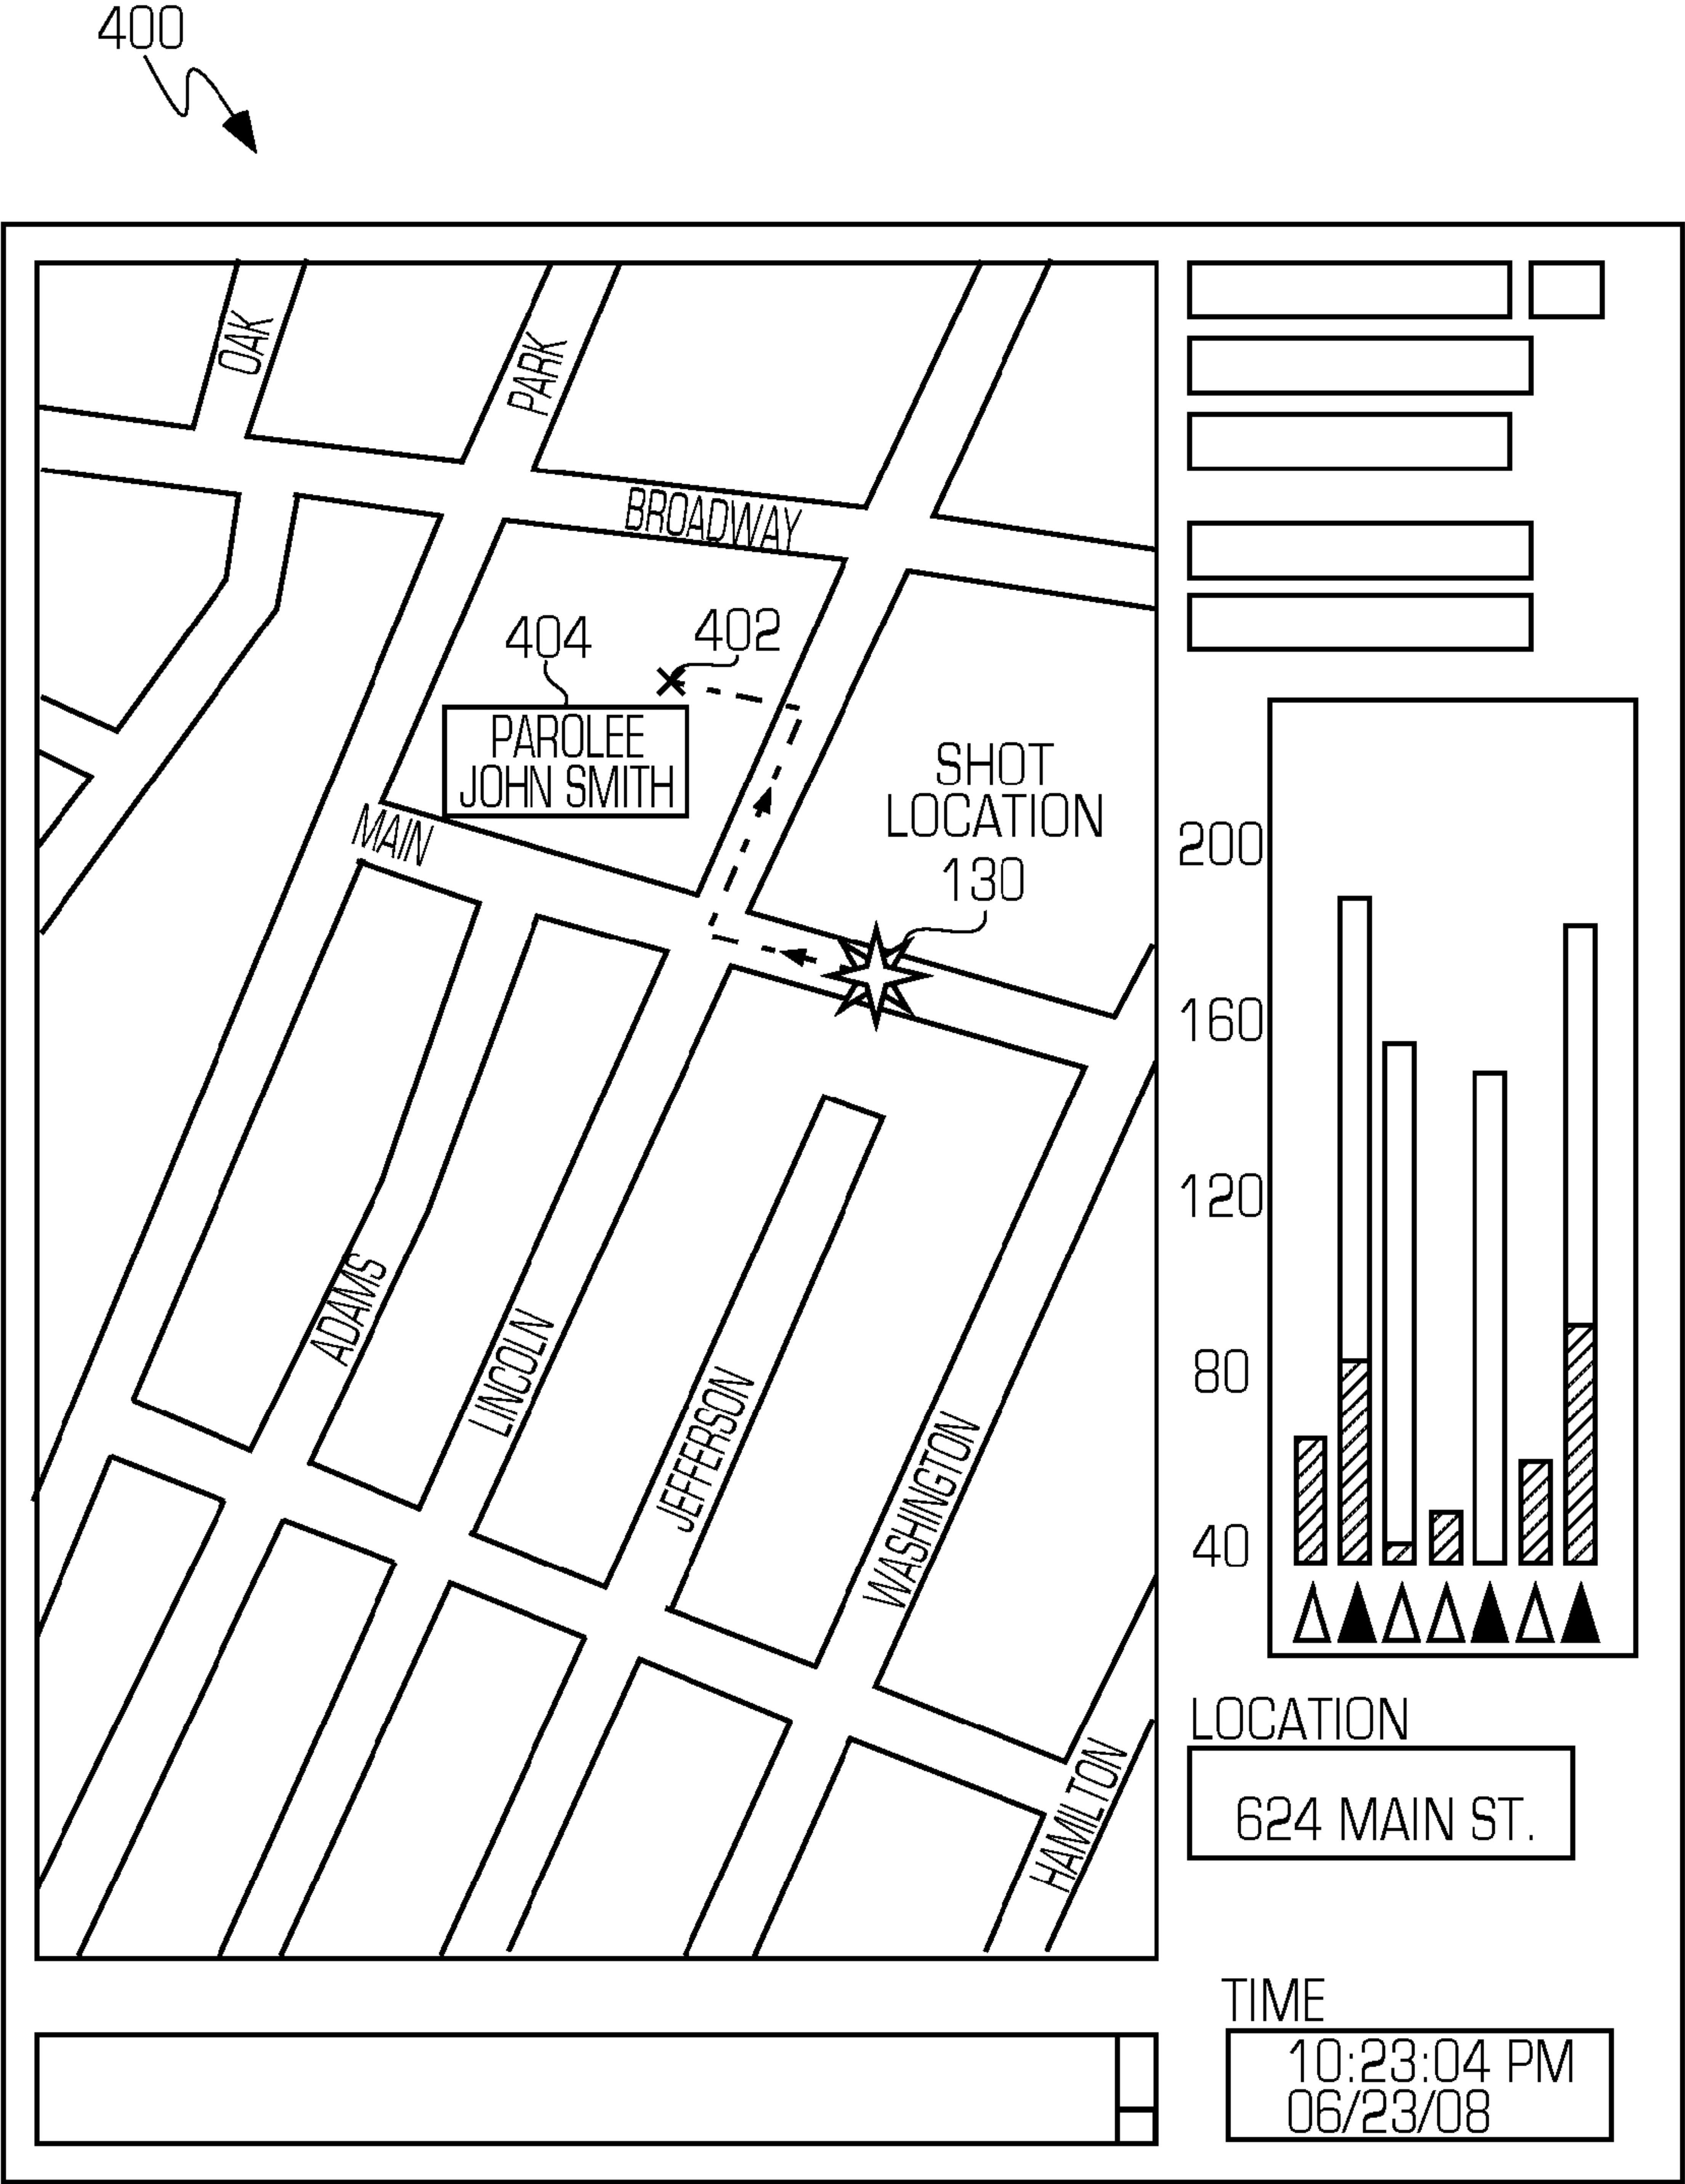 400
OAK
PARK
BROADWAY
404
402
PAROLEE
JOHN SMITH
SHOT
LOCATION
130
MAIN
200
160
120
80
40
ADAMS
LINCOLN
JEFFERSON
WASHINGTON
HAMILTON
LOCATION
624 MAIN ST.
TIME
10:23:04 PM
06/23/08